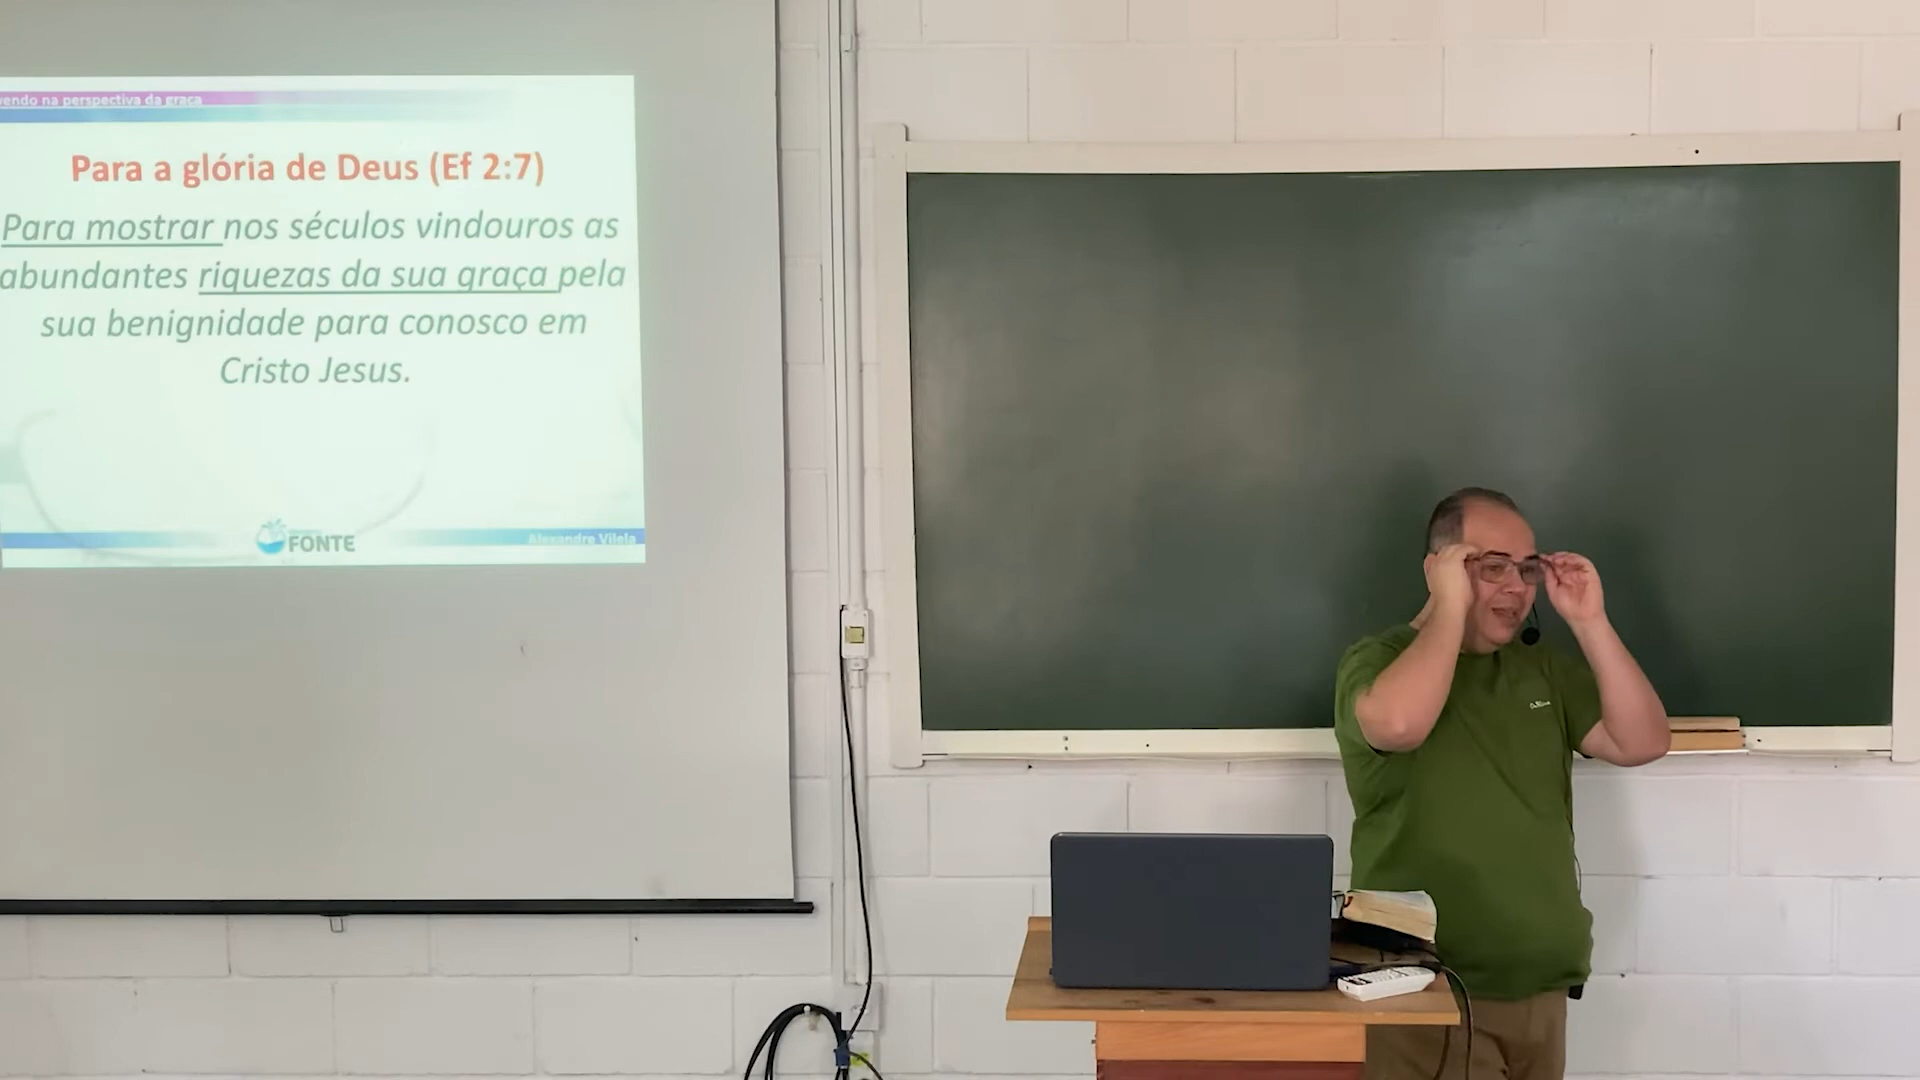 vendo na perspectiva da graça
Para a glória de Deus (Ef 2:7)
Para mostrar nos séculos vindouros as
abundantes riquezas da sua graça pela
sua benignidade para conosco em
Cristo Jesus.
FONTE
Alexandre Vilela